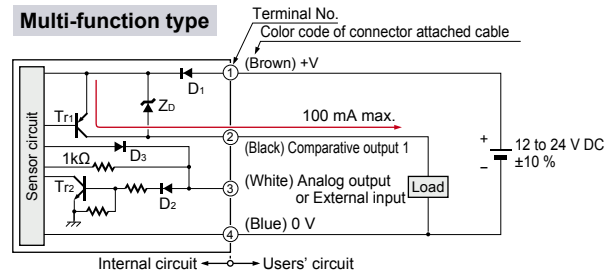 Multi-function type
Terminal No.
Color code of connector attached cable
1
(Brown) +V
D1
Tr1
ZD
100 mA max.
2
(Black) Comparative output 1
+
12 to 24 V DC
−
±10 %
D3
1kΩ
Sensor circuit
Tr2
D2
3
(White) Analog output
or External input
Load
4
(Blue) 0 V
Internal circuit
Users' circuit